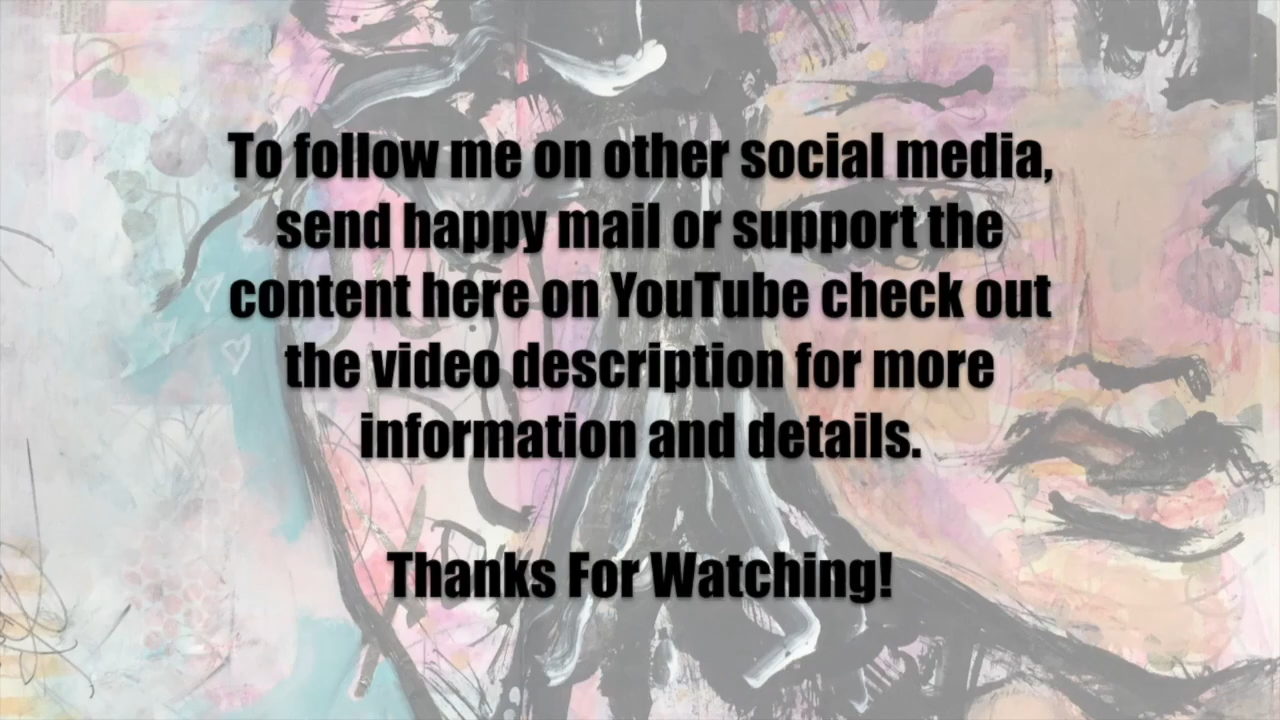 To follow me on other social media,
send happy mail or support the
content here on YouTube check out
the video description for more
information and details.
Thanks For Watching!